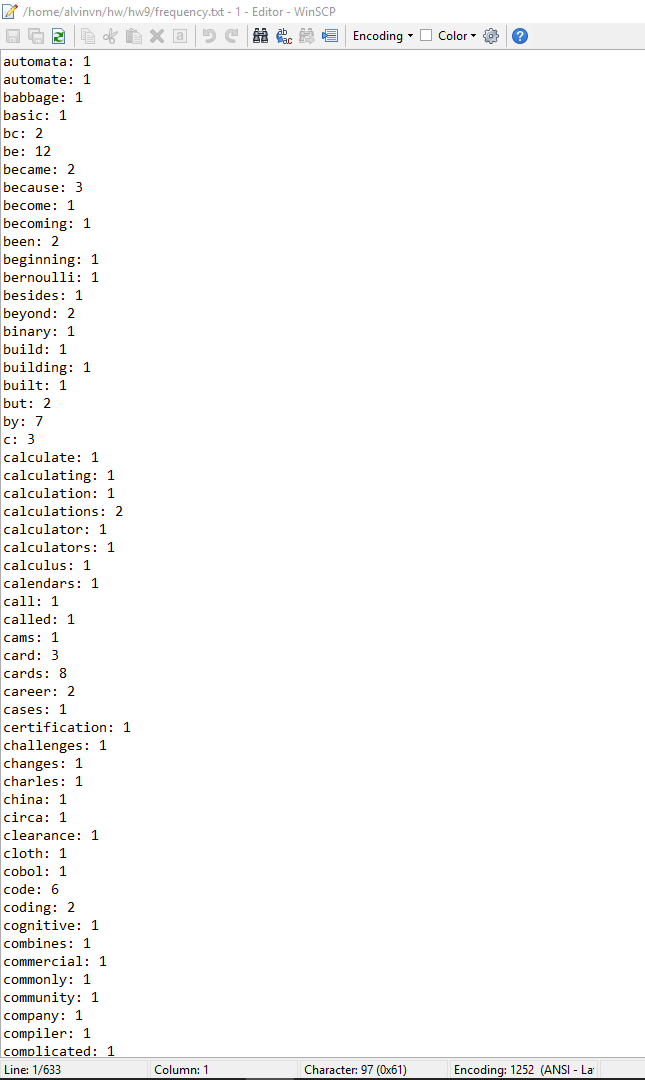 /home/alvinvn/hw/hw9/frequency.txt - 1 - Editor - WinSCP
Encoding Color
automata: 1
automate: 1
babbage: 1
basic: 1
bc: 2
be: 12
became: 2
because: 3
become: 1
becoming: 1
been: 2
beginning: 1
bernoulli: 1
besides: 1
beyond: 2
binary: 1
build: 1
building: 1
built: 1
but: 2
by: 7
c: 3
calculate: 1
calculating: 1
calculation: 1
calculations: 2
calculator: 1
calculators: 1
calculus: 1
calendars: 1
call: 1
called: 1
cams: 1
card: 3
cards: 8
career: 2
cases: 1
certification: 1
challenges: 1
changes: 1
charles: 1
china: 1
circa: 1
clearance: 1
cloth: 1
cobol: 1
code: 6
coding: 2
cognitive: 1
combines: 1
commercial: 1
commonly: 1
community: 1
company: 1
compiler: 1
complicated: 1
Line: 1/633 Column: 1 Character: 97 (0x61) Encoding: 1252 (ANSI - La